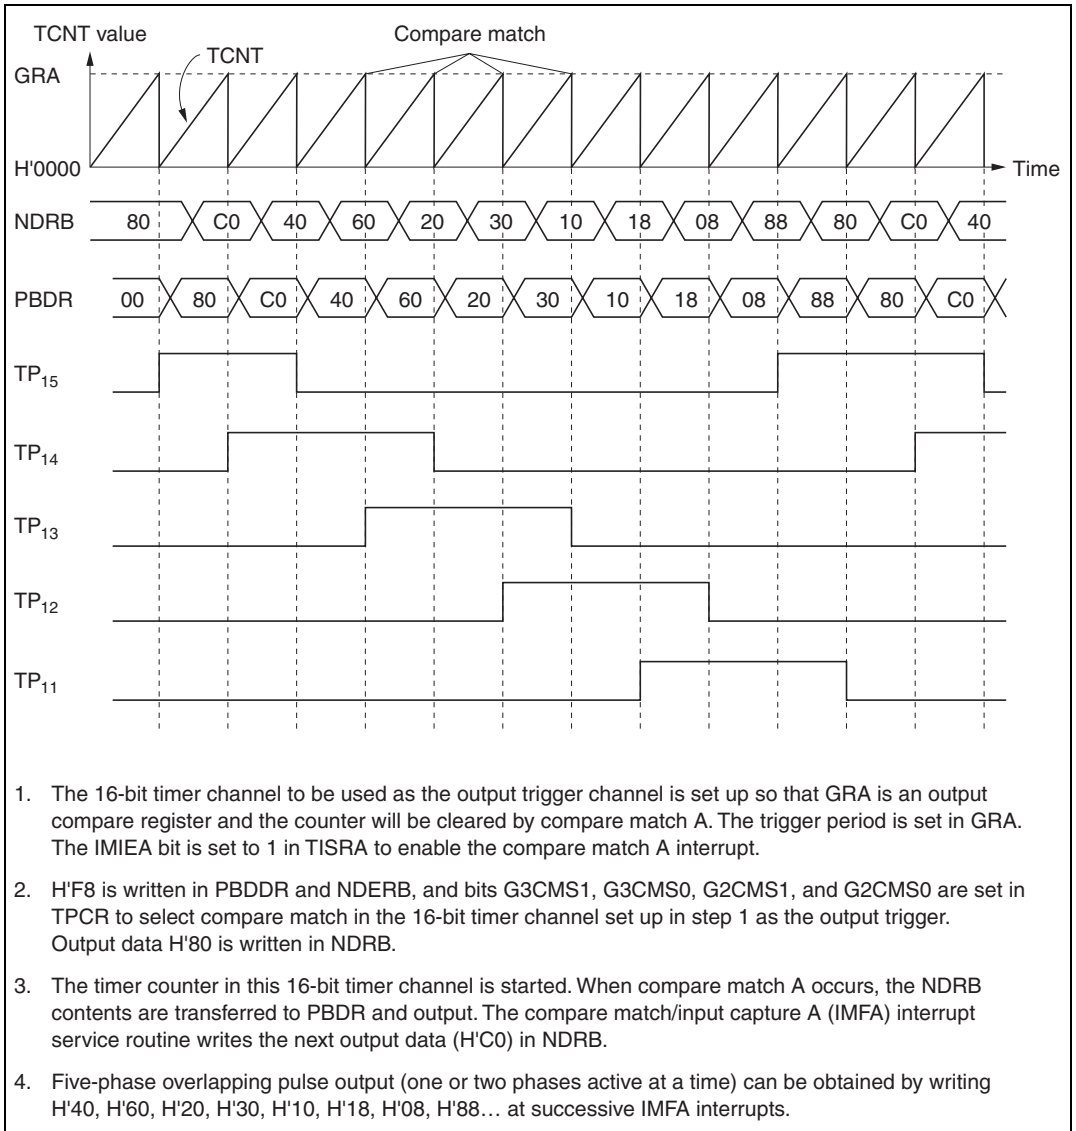 TCNT value
Compare match
TCNT
GRA
H'0000
Time
NDRB 80 C0 40 60 20 30 10 18 08 88 80 C0 40
PBDR 00 80 C0 40 60 20 30 10 18 08 88 80 C0
TP15
TP14
TP13
TP12
TP11
1. The 16-bit timer channel to be used as the output trigger channel is set up so that GRA is an output
compare register and the counter will be cleared by compare match A. The trigger period is set in GRA.
The IMIEA bit is set to 1 in TISRA to enable the compare match A interrupt.
2. H'F8 is written in PBDDR and NDERB, and bits G3CMS1, G3CMS0, G2CMS1, and G2CMS0 are set in
TPCR to select compare match in the 16-bit timer channel set up in step 1 as the output trigger.
Output data H'80 is written in NDRB.
3. The timer counter in this 16-bit timer channel is started. When compare match A occurs, the NDRB
contents are transferred to PBDR and output. The compare match/input capture A (IMFA) interrupt
service routine writes the next output data (H'C0) in NDRB.
4. Five-phase overlapping pulse output (one or two phases active at a time) can be obtained by writing
H'40, H'60, H'20, H'30, H'10, H'18, H'08, H'88… at successive IMFA interrupts.